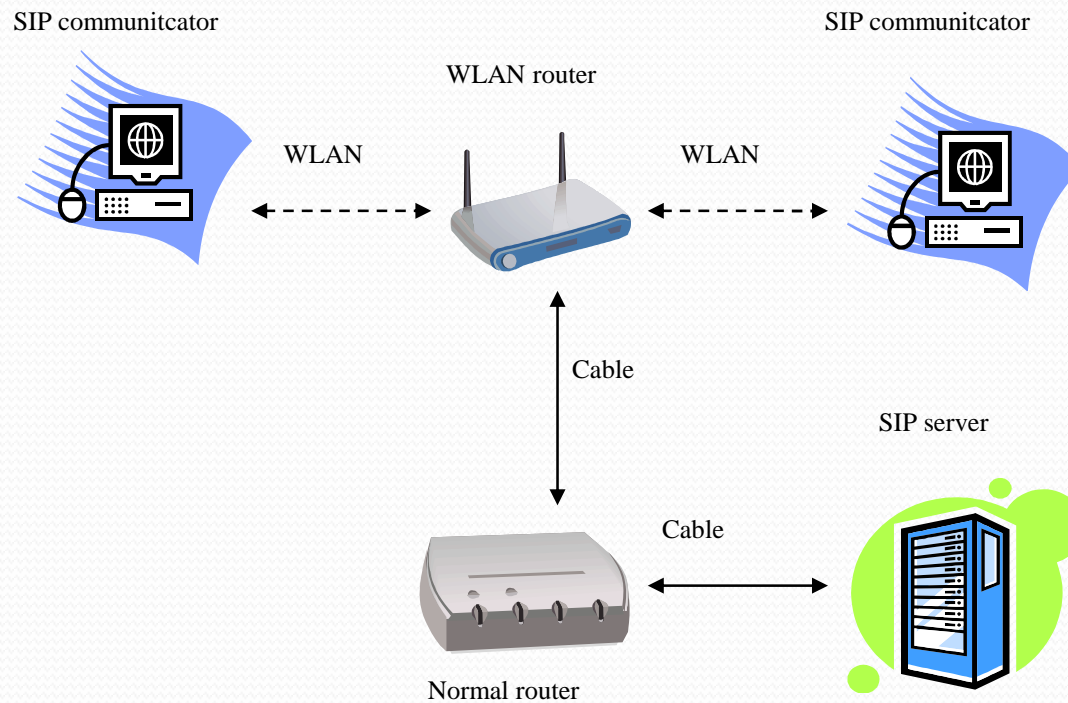 SIP communitcator
SIP communitcator
WLAN router
WLAN
WLAN
Cable
SIP server
Cable
Normal router